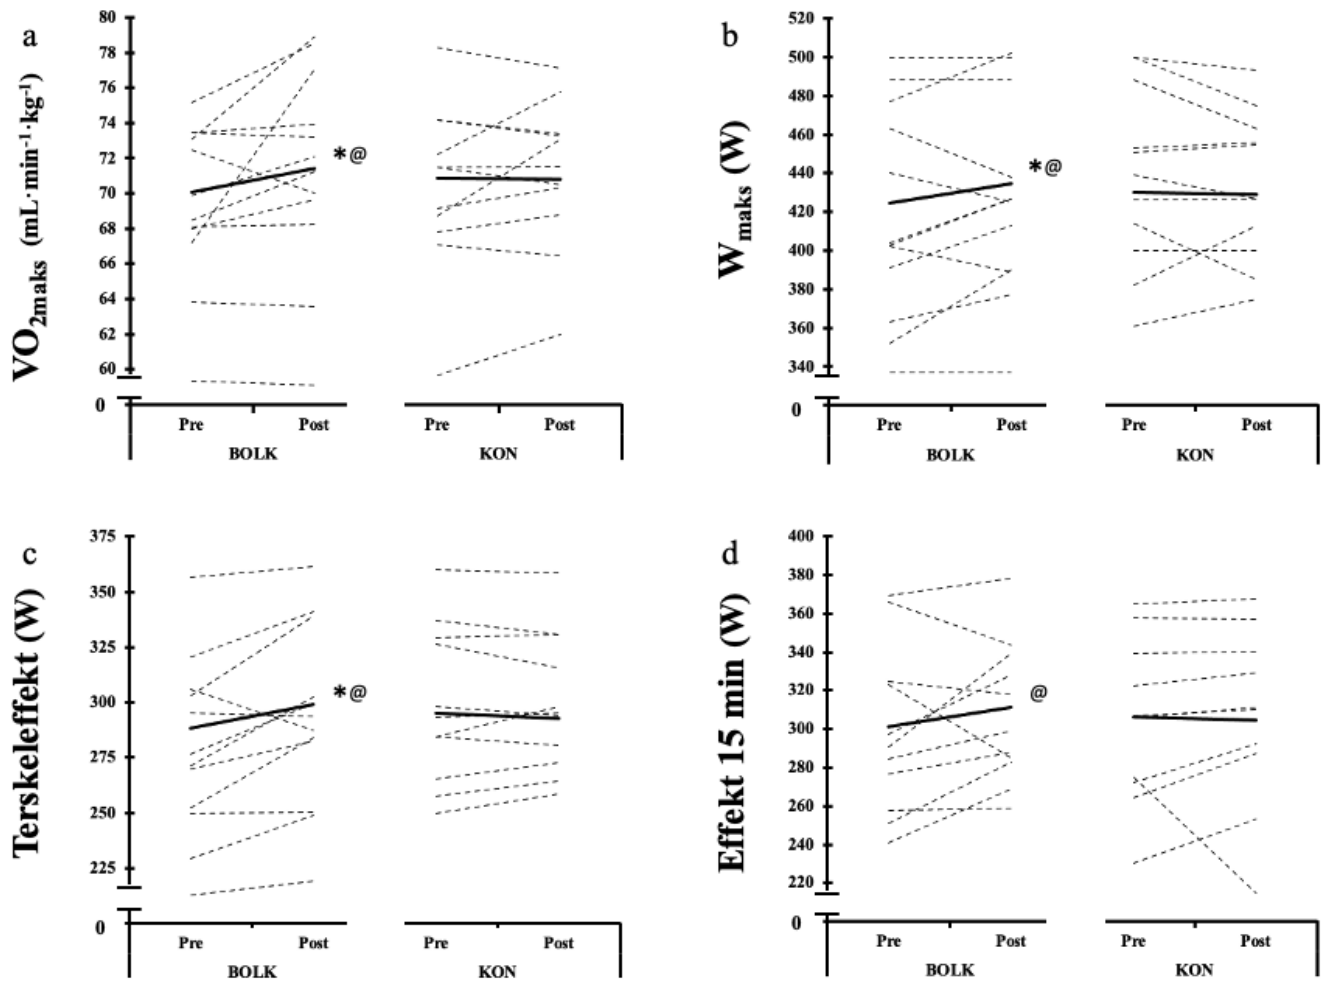 a
VO2maks (mL·min-1·kg-1)
80
78
76
74
72
70
68
66
64
62
60
0
*@
Pre
Post
Pre
Post
BOLK
KON
b
Wmaks (W)
520
500
480
460
440
420
400
380
360
340
0
*@
Pre
Post
Pre
Post
BOLK
KON
c
Terskeleffekt (W)
375
350
325
300
275
250
225
0
*@
Pre
Post
Pre
Post
BOLK
KON
d
Effekt 15 min (W)
400
380
360
340
320
300
280
260
240
220
0
@
Pre
Post
Pre
Post
BOLK
KON